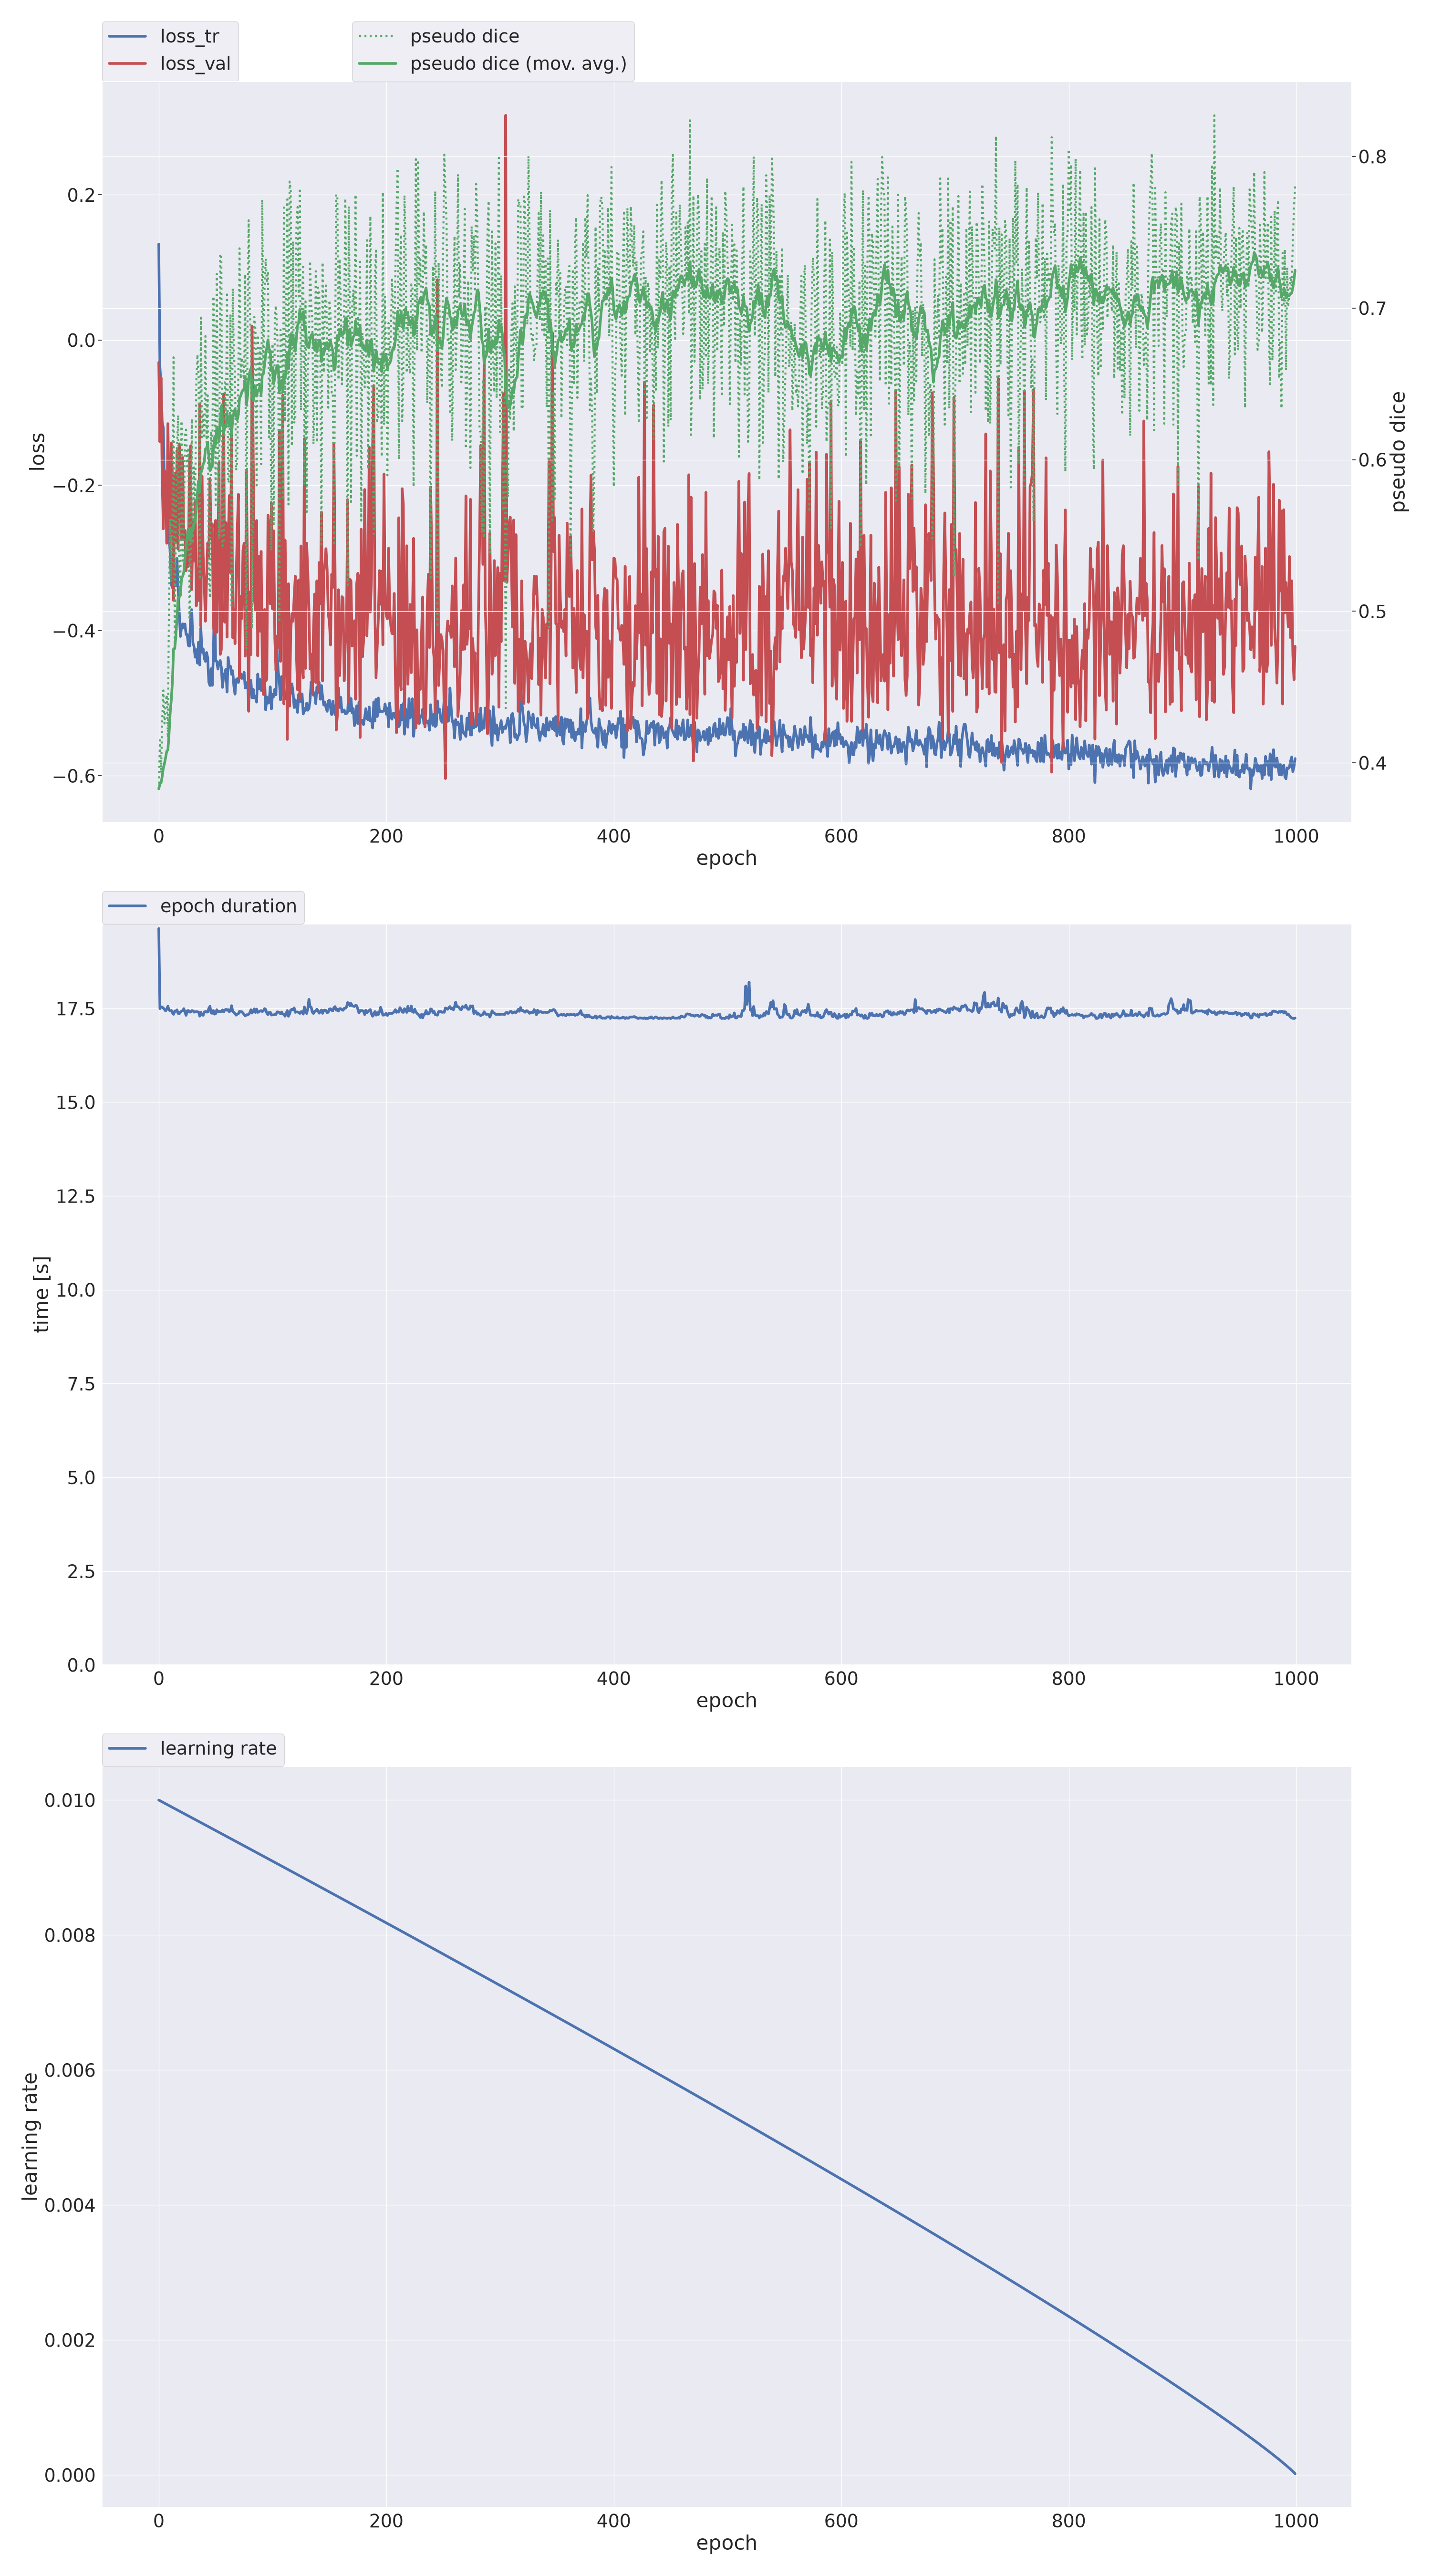 loss_tr
loss_val
pseudo dice
pseudo dice (mov. avg.)
0.2
0.0
−0.2
−0.4
−0.6
loss
0.8
0.7
0.6
0.5
0.4
pseudo dice
0 200 400 600 800 1000
epoch
epoch duration
17.5
15.0
12.5
10.0
7.5
5.0
2.5
0.0
time [s]
0 200 400 600 800 1000
epoch
learning rate
0.010
0.008
0.006
0.004
0.002
0.000
learning rate
0 200 400 600 800 1000
epoch